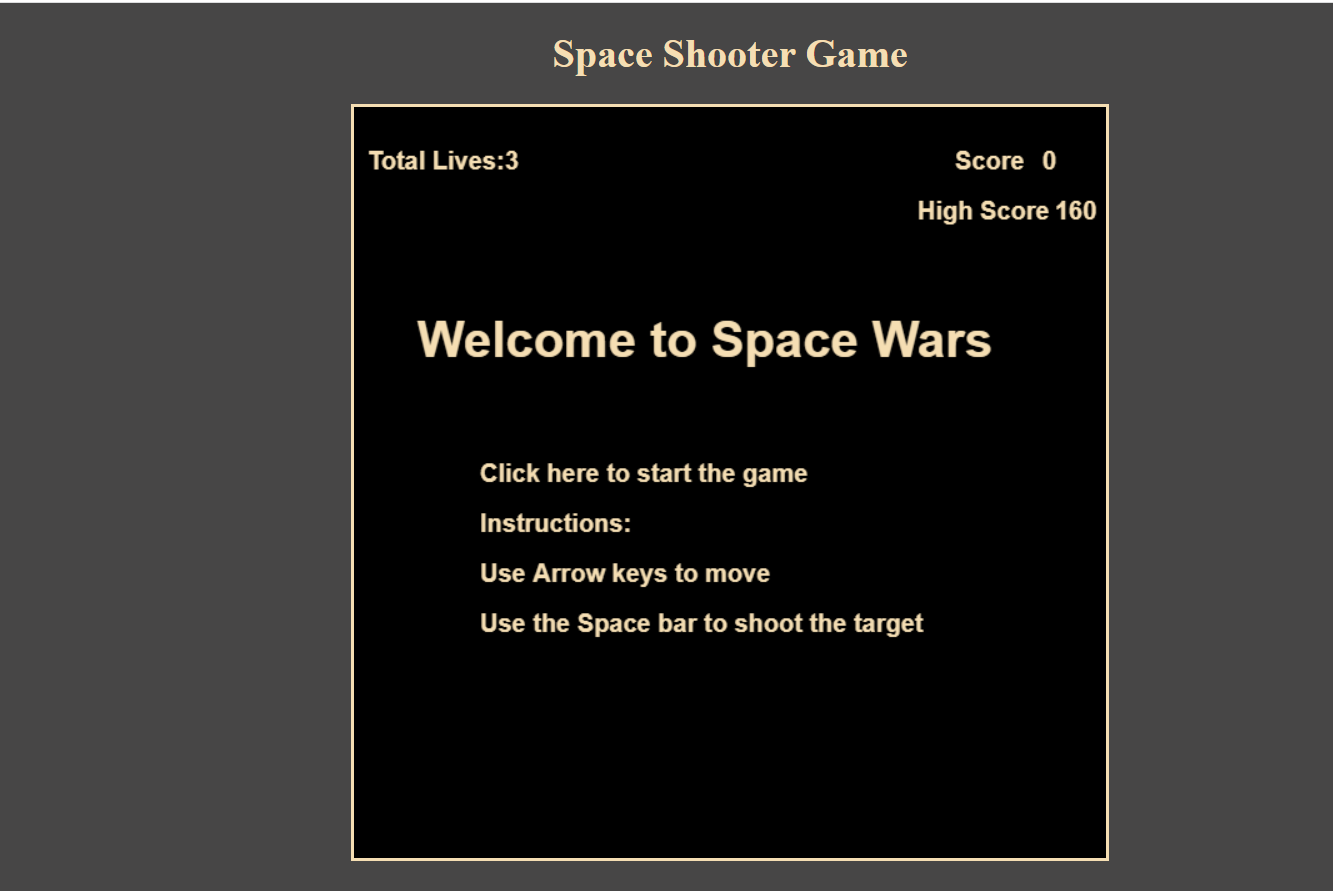 Space Shooter Game
Total Lives:3
Score 0
High Score 160
Welcome to Space Wars
Click here to start the game
Instructions:
Use Arrow keys to move
Use the Space bar to shoot the target